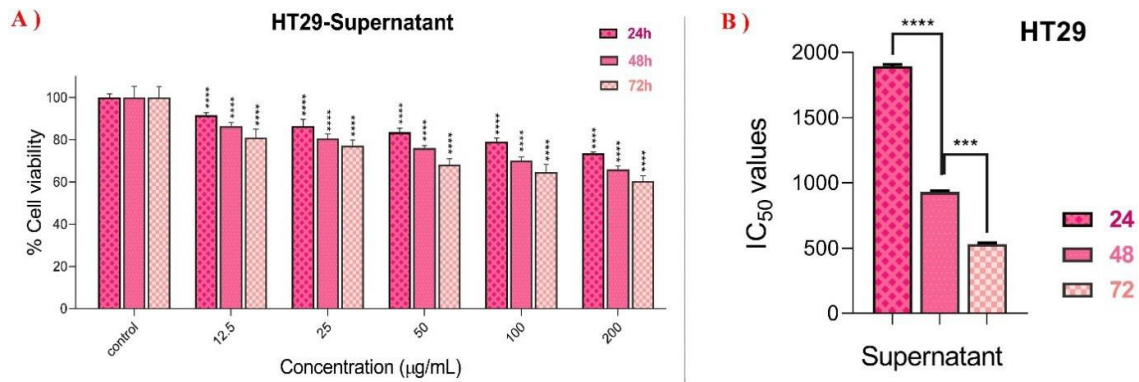 A)
HT29-Supernatant
24h
48h
72h
% Cell viability
100
80
60
40
20
0
**** **** ****
**** **** ****
**** **** ****
**** **** ****
**** **** ****
control 12.5 25 50 100 200
Concentration (μg/mL)
B)
HT29
****
***
IC50 values
2000
1500
1000
500
0
Supernatant
24
48
72